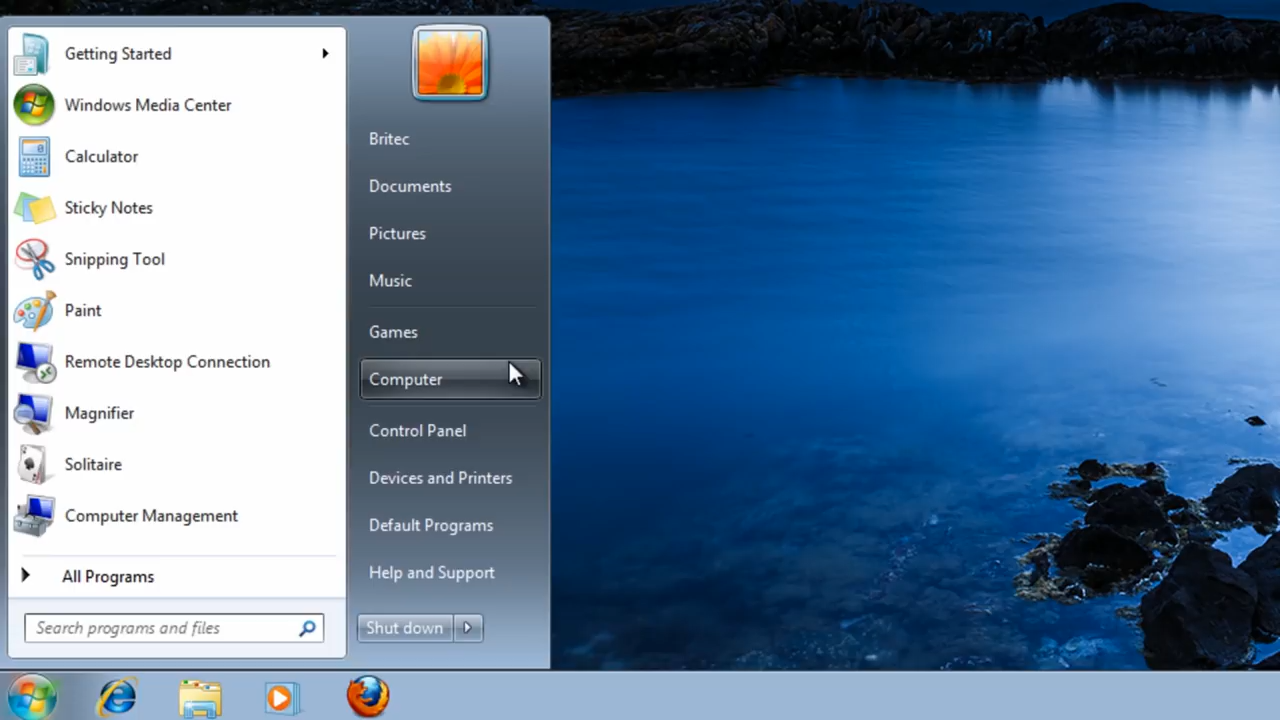 Getting Started
Windows Media Center
Calculator
Sticky Notes
Snipping Tool
Paint
Remote Desktop Connection
Magnifier
Solitaire
Computer Management
All Programs
Search programs and files
Britec
Documents
Pictures
Music
Games
Computer
Control Panel
Devices and Printers
Default Programs
Help and Support
Shut down